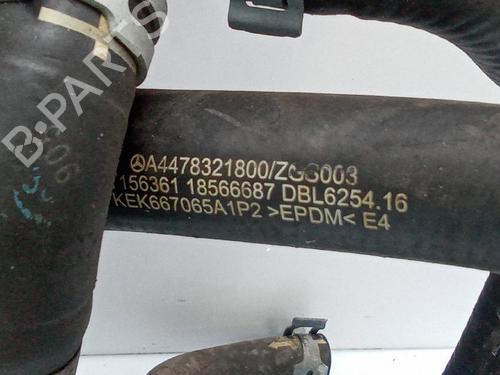 B-PARTS
A4478321800/ZGS003
156361 18566687 DBL6254.16
KEK667065A1P2 >EPDM< E4